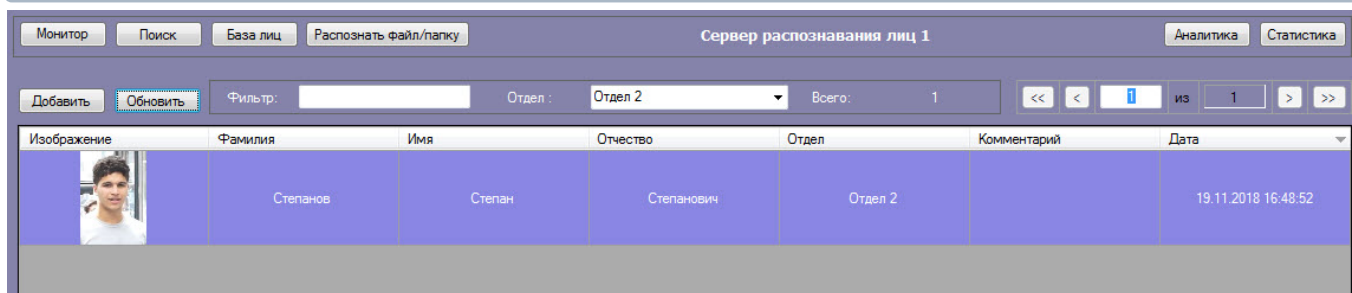 Монитор Поиск База лиц Распознать файл/папку Сервер распознавания лиц 1 Аналитика Статистика
Добавить Обновить Фильтр: Отдел : Отдел 2 Всего: 1 << < 1 из 1 > >>
Изображение Фамилия Имя Отчество Отдел Комментарий Дата
Степанов Степан Степанович Отдел 2 19.11.2018 16:48:52